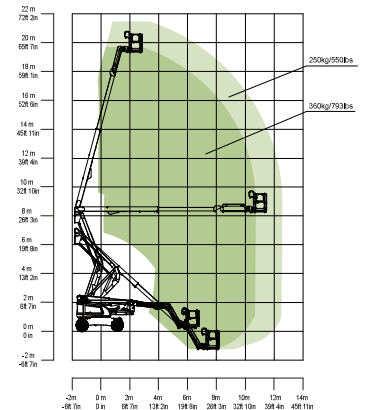 22 m
72ft 2in
20 m
65ft 7in
18 m
59ft 1in
16 m
52ft 6in
14 m
45ft 11in
12 m
39ft 4in
10 m
32ft 10in
8 m
26ft 3in
6 m
19ft 8in
4 m
13ft 2in
2 m
6ft 7in
0 m
0 in
-2 m
-6ft 7in
250kg/550lbs
360kg/793lbs
-2m 0 m 2m 4m 6m 8m 10m 12m 14m
-6ft 7in 0 in 6ft 7in 13ft 2in 19ft 8in 26ft 3in 32ft 10in 39ft 4in 45ft 11in